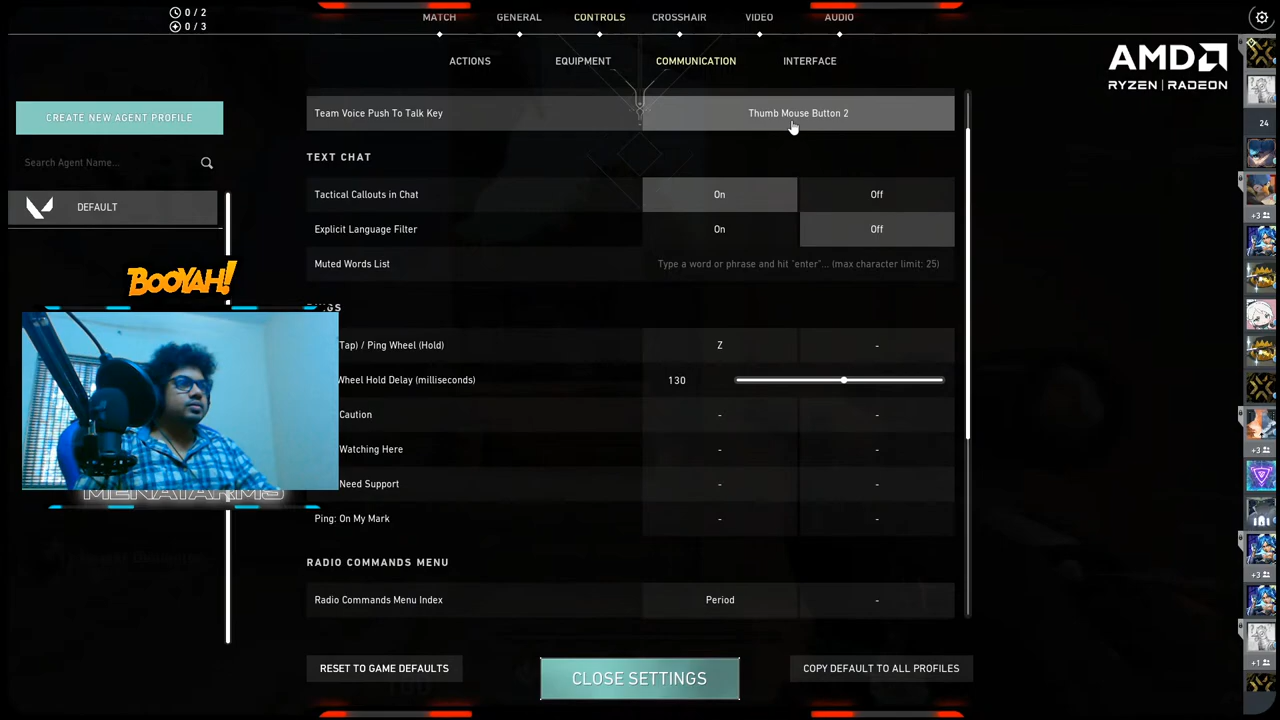 0 / 2
0 / 3
MATCH
GENERAL
CONTROLS
CROSSHAIR
VIDEO
AUDIO
ACTIONS
EQUIPMENT
COMMUNICATION
INTERFACE
AMD
RYZEN | RADEON
CREATE NEW AGENT PROFILE
Search Agent Name...
DEFAULT
BOOYAH!
MENATARMS
Team Voice Push To Talk Key
Thumb Mouse Button 2
TEXT CHAT
Tactical Callouts in Chat
On
Off
Explicit Language Filter
On
Off
Muted Words List
Type a word or phrase and hit "enter"... (max character limit: 25)
Tap) / Ping Wheel (Hold)
Z
-
Wheel Hold Delay (milliseconds)
130
Caution
-
-
Watching Here
-
-
Need Support
-
-
Ping: On My Mark
-
-
RADIO COMMANDS MENU
Radio Commands Menu Index
Period
-
RESET TO GAME DEFAULTS
CLOSE SETTINGS
COPY DEFAULT TO ALL PROFILES
24
+3
+3
+3
+1